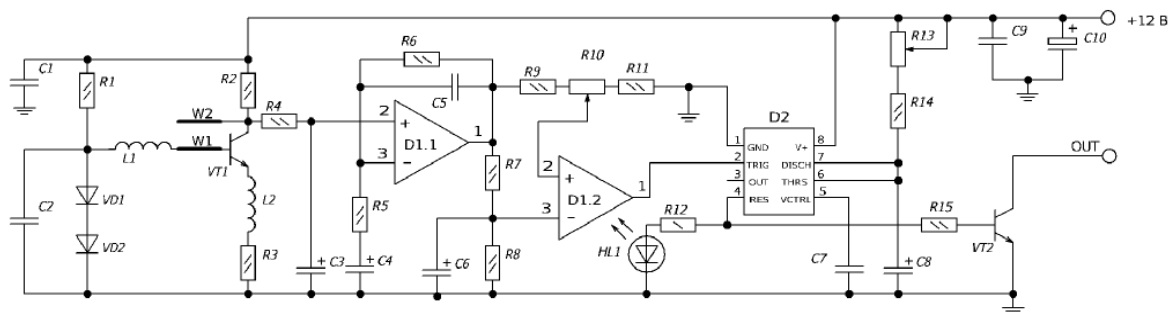 +12 В
C1
R1
R2
R4
W2
W1
L1
VT1
C2
VD1
VD2
L2
R3
C3
+
R6
C5
2
+
D1.1
1
3
−
R5
C4
+
R7
C6
+
R8
R9
R10
R11
2
+
D1.2
1
3
−
HL1
R12
D2
1
GND
V+
8
2
TRIG
DISCH
7
3
OUT
THRS
6
4
RES
VCTRL
5
C7
C8
+
R13
R14
C9
C10
+
R15
VT2
OUT